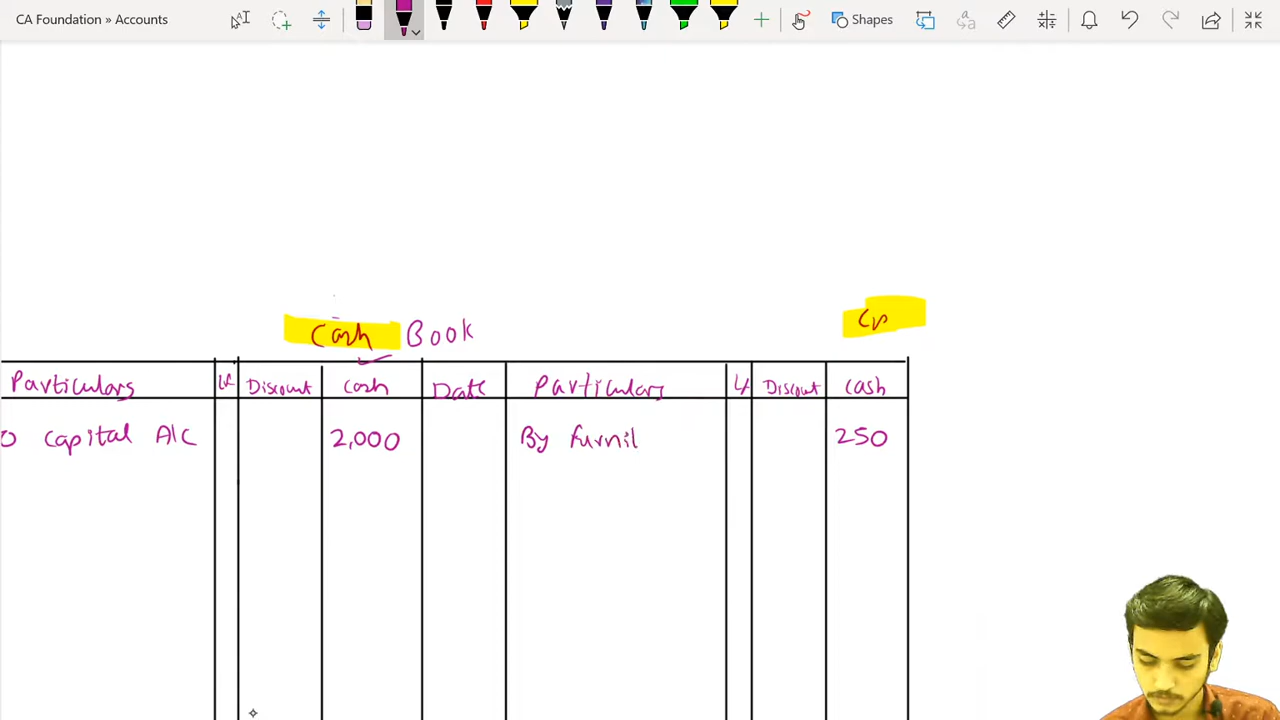 CA Foundation » Accounts
Shapes
Cash Book
Cr
Particulars Discount Cash Date Particulars Discout Cash
o Capital A/C 2,000 By furnil 250